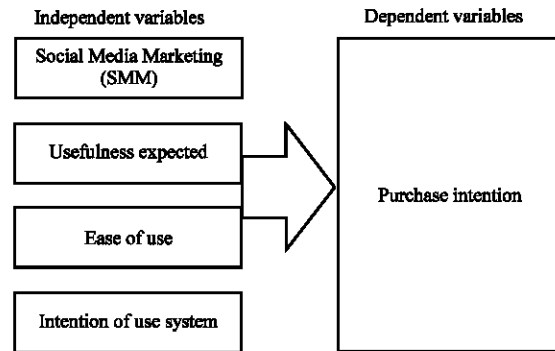 Independent variables
Social Media Marketing
(SMM)
Usefulness expected
Ease of use
Intention of use system
Dependent variables
Purchase intention